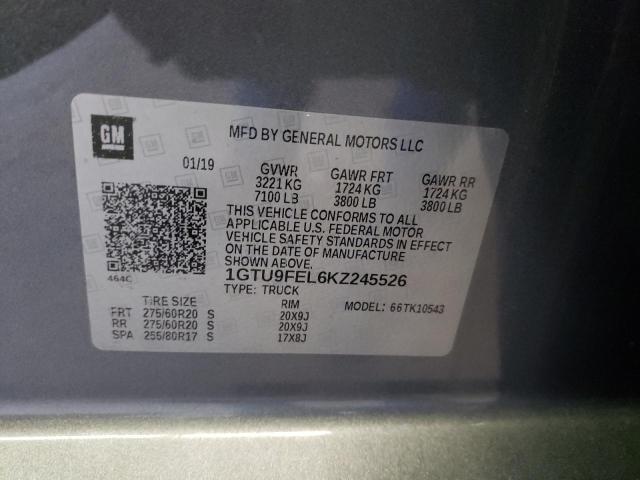 GM
MFD BY GENERAL MOTORS LLC
01/19 GVWR GAWR FRT GAWR RR
3221 KG 1724 KG 1724 KG
7100 LB 3800 LB 3800 LB
THIS VEHICLE CONFORMS TO ALL
APPLICABLE U.S. FEDERAL MOTOR
VEHICLE SAFETY STANDARDS IN EFFECT
ON THE DATE OF MANUFACTURE
SHOWN ABOVE.
464C
1GTU9FEL6KZ245526
TYPE: TRUCK
TIRE SIZE RIM MODEL: 66TK10543
FRT 275/60R20 S 20X9J
RR 275/60R20 S 20X9J
SPA 255/80R17 S 17X8J